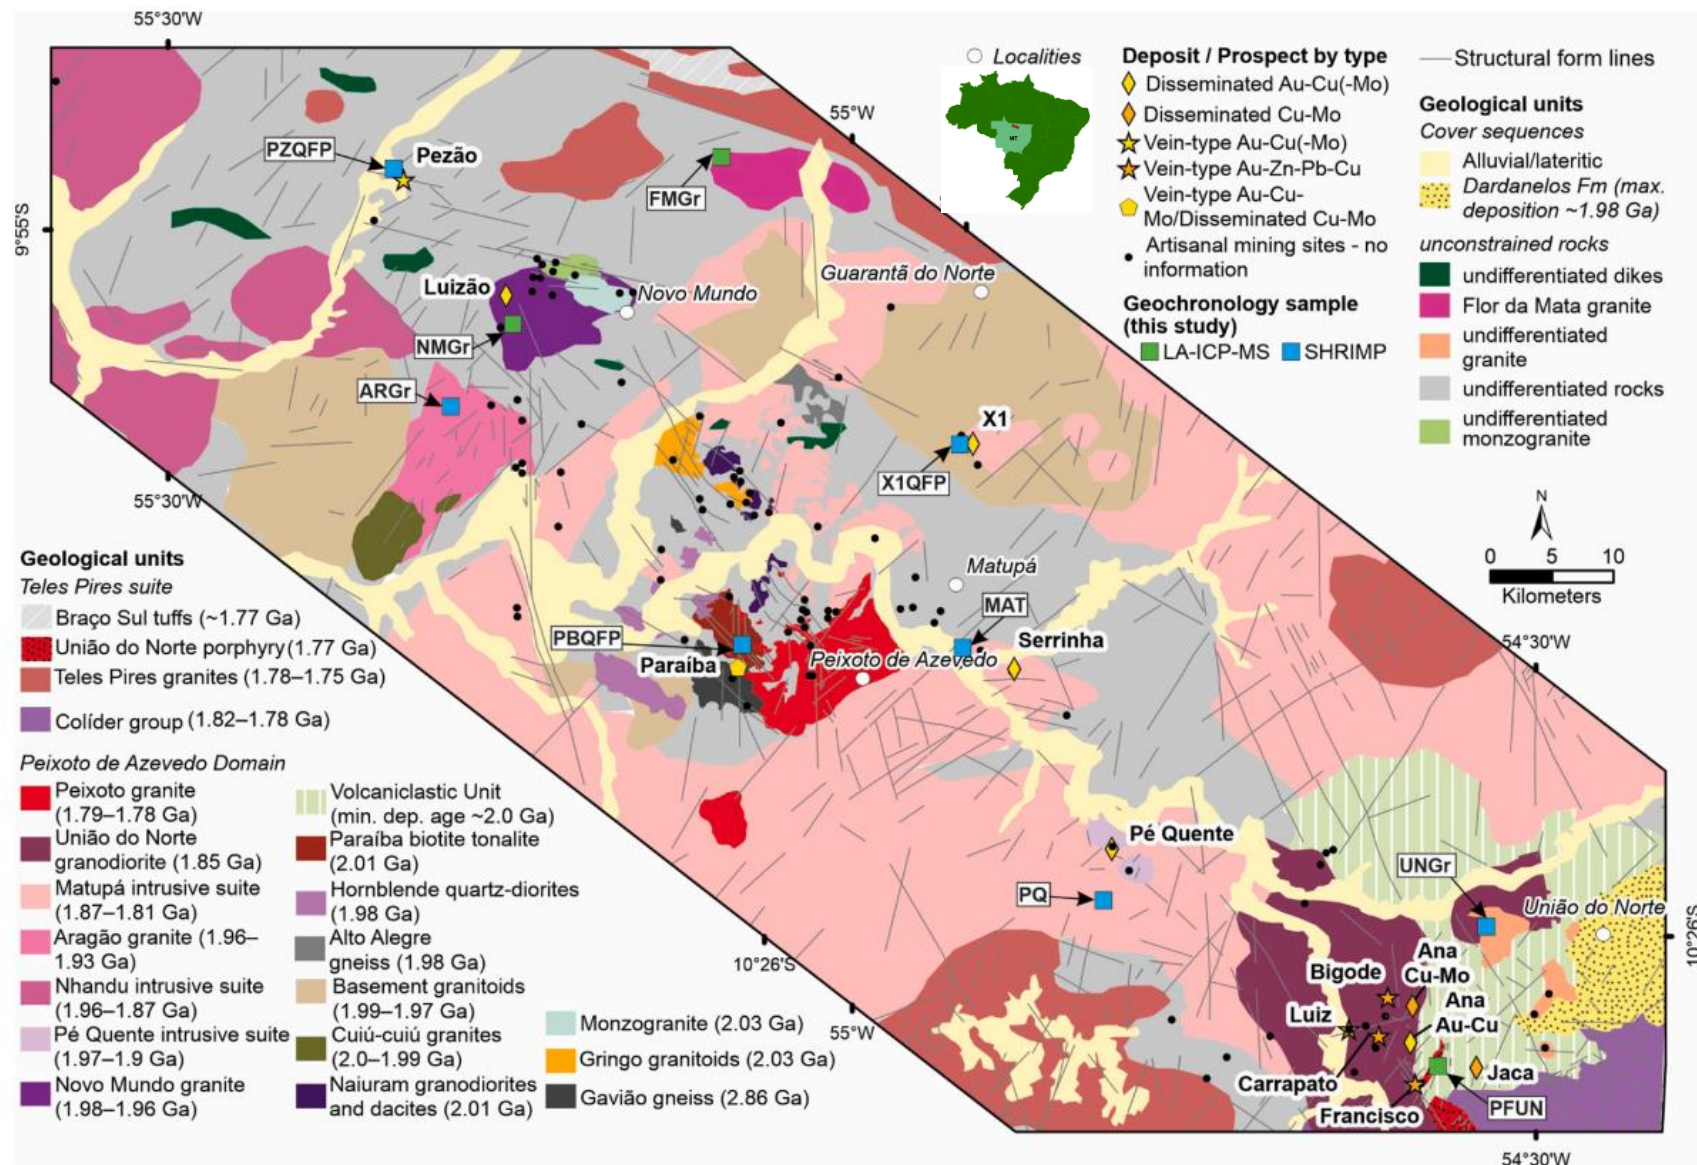 55°30'W
55°W
9°55'S
Localities
MT
Deposit / Prospect by type
Disseminated Au-Cu(-Mo)
Disseminated Cu-Mo
Vein-type Au-Cu(-Mo)
Vein-type Au-Zn-Pb-Cu
Vein-type Au-Cu-
Mo/Disseminated Cu-Mo
Artisanal mining sites - no
information
Geochronology sample
(this study)
LA-ICP-MS
SHRIMP
Structural form lines
Geological units
Cover sequences
Alluvial/lateritic
Dardanelos Fm (max.
deposition ~1.98 Ga)
unconstrained rocks
undifferentiated dikes
Flor da Mata granite
undifferentiated
granite
undifferentiated rocks
undifferentiated
monzogranite
N
0 5 10
Kilometers
PZQFP
Pezão
FMGr
Luizão
Novo Mundo
Guarantã do Norte
NMGr
ARGr
X1
X1QFP
55°30'W
Matupá
MAT
Serrinha
PBQFP
Paraíba
Peixoto de Azevedo
54°30'W
Pé Quente
PQ
UNGr
União do Norte
10°26'S
10°26'S
Ana
Cu-Mo
Bigode
Ana
Au-Cu
Luiz
Carrapato
Jaca
Francisco
PFUN
55°W
54°30'W
Geological units
Teles Pires suite
Braço Sul tuffs (~1.77 Ga)
União do Norte porphyry (1.77 Ga)
Teles Pires granites (1.78–1.75 Ga)
Colíder group (1.82–1.78 Ga)
Peixoto de Azevedo Domain
Peixoto granite
(1.79–1.78 Ga)
União do Norte
granodiorite (1.85 Ga)
Matupá intrusive suite
(1.87–1.81 Ga)
Aragão granite (1.96–
1.93 Ga)
Nhandu intrusive suite
(1.96–1.87 Ga)
Pé Quente intrusive suite
(1.97–1.9 Ga)
Novo Mundo granite
(1.98–1.96 Ga)
Volcaniclastic Unit
(min. dep. age ~2.0 Ga)
Paraíba biotite tonalite
(2.01 Ga)
Hornblende quartz-diorites
(1.98 Ga)
Alto Alegre
gneiss (1.98 Ga)
Basement granitoids
(1.99–1.97 Ga)
Cuiú-cuiú granites
(2.0–1.99 Ga)
Naiuram granodiorites
and dacites (2.01 Ga)
Monzogranite (2.03 Ga)
Gringo granitoids (2.03 Ga)
Gavião gneiss (2.86 Ga)